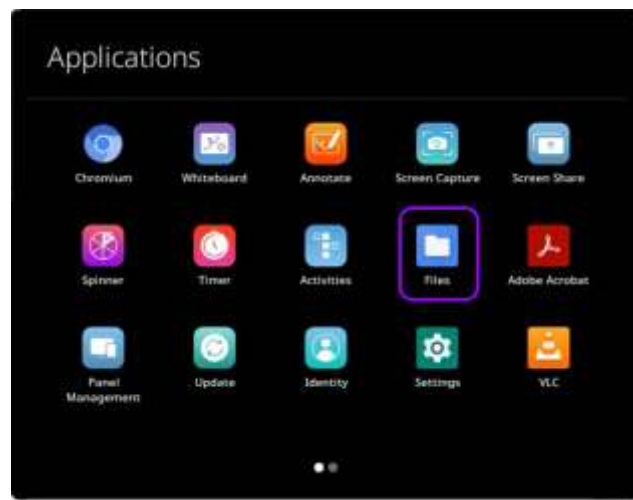 Applications
Chromium Whiteboard Annotate Screen Capture Screen Share
Spinner Timer Activities Files Adobe Acrobat
Panel Management Update Identity Settings VLC